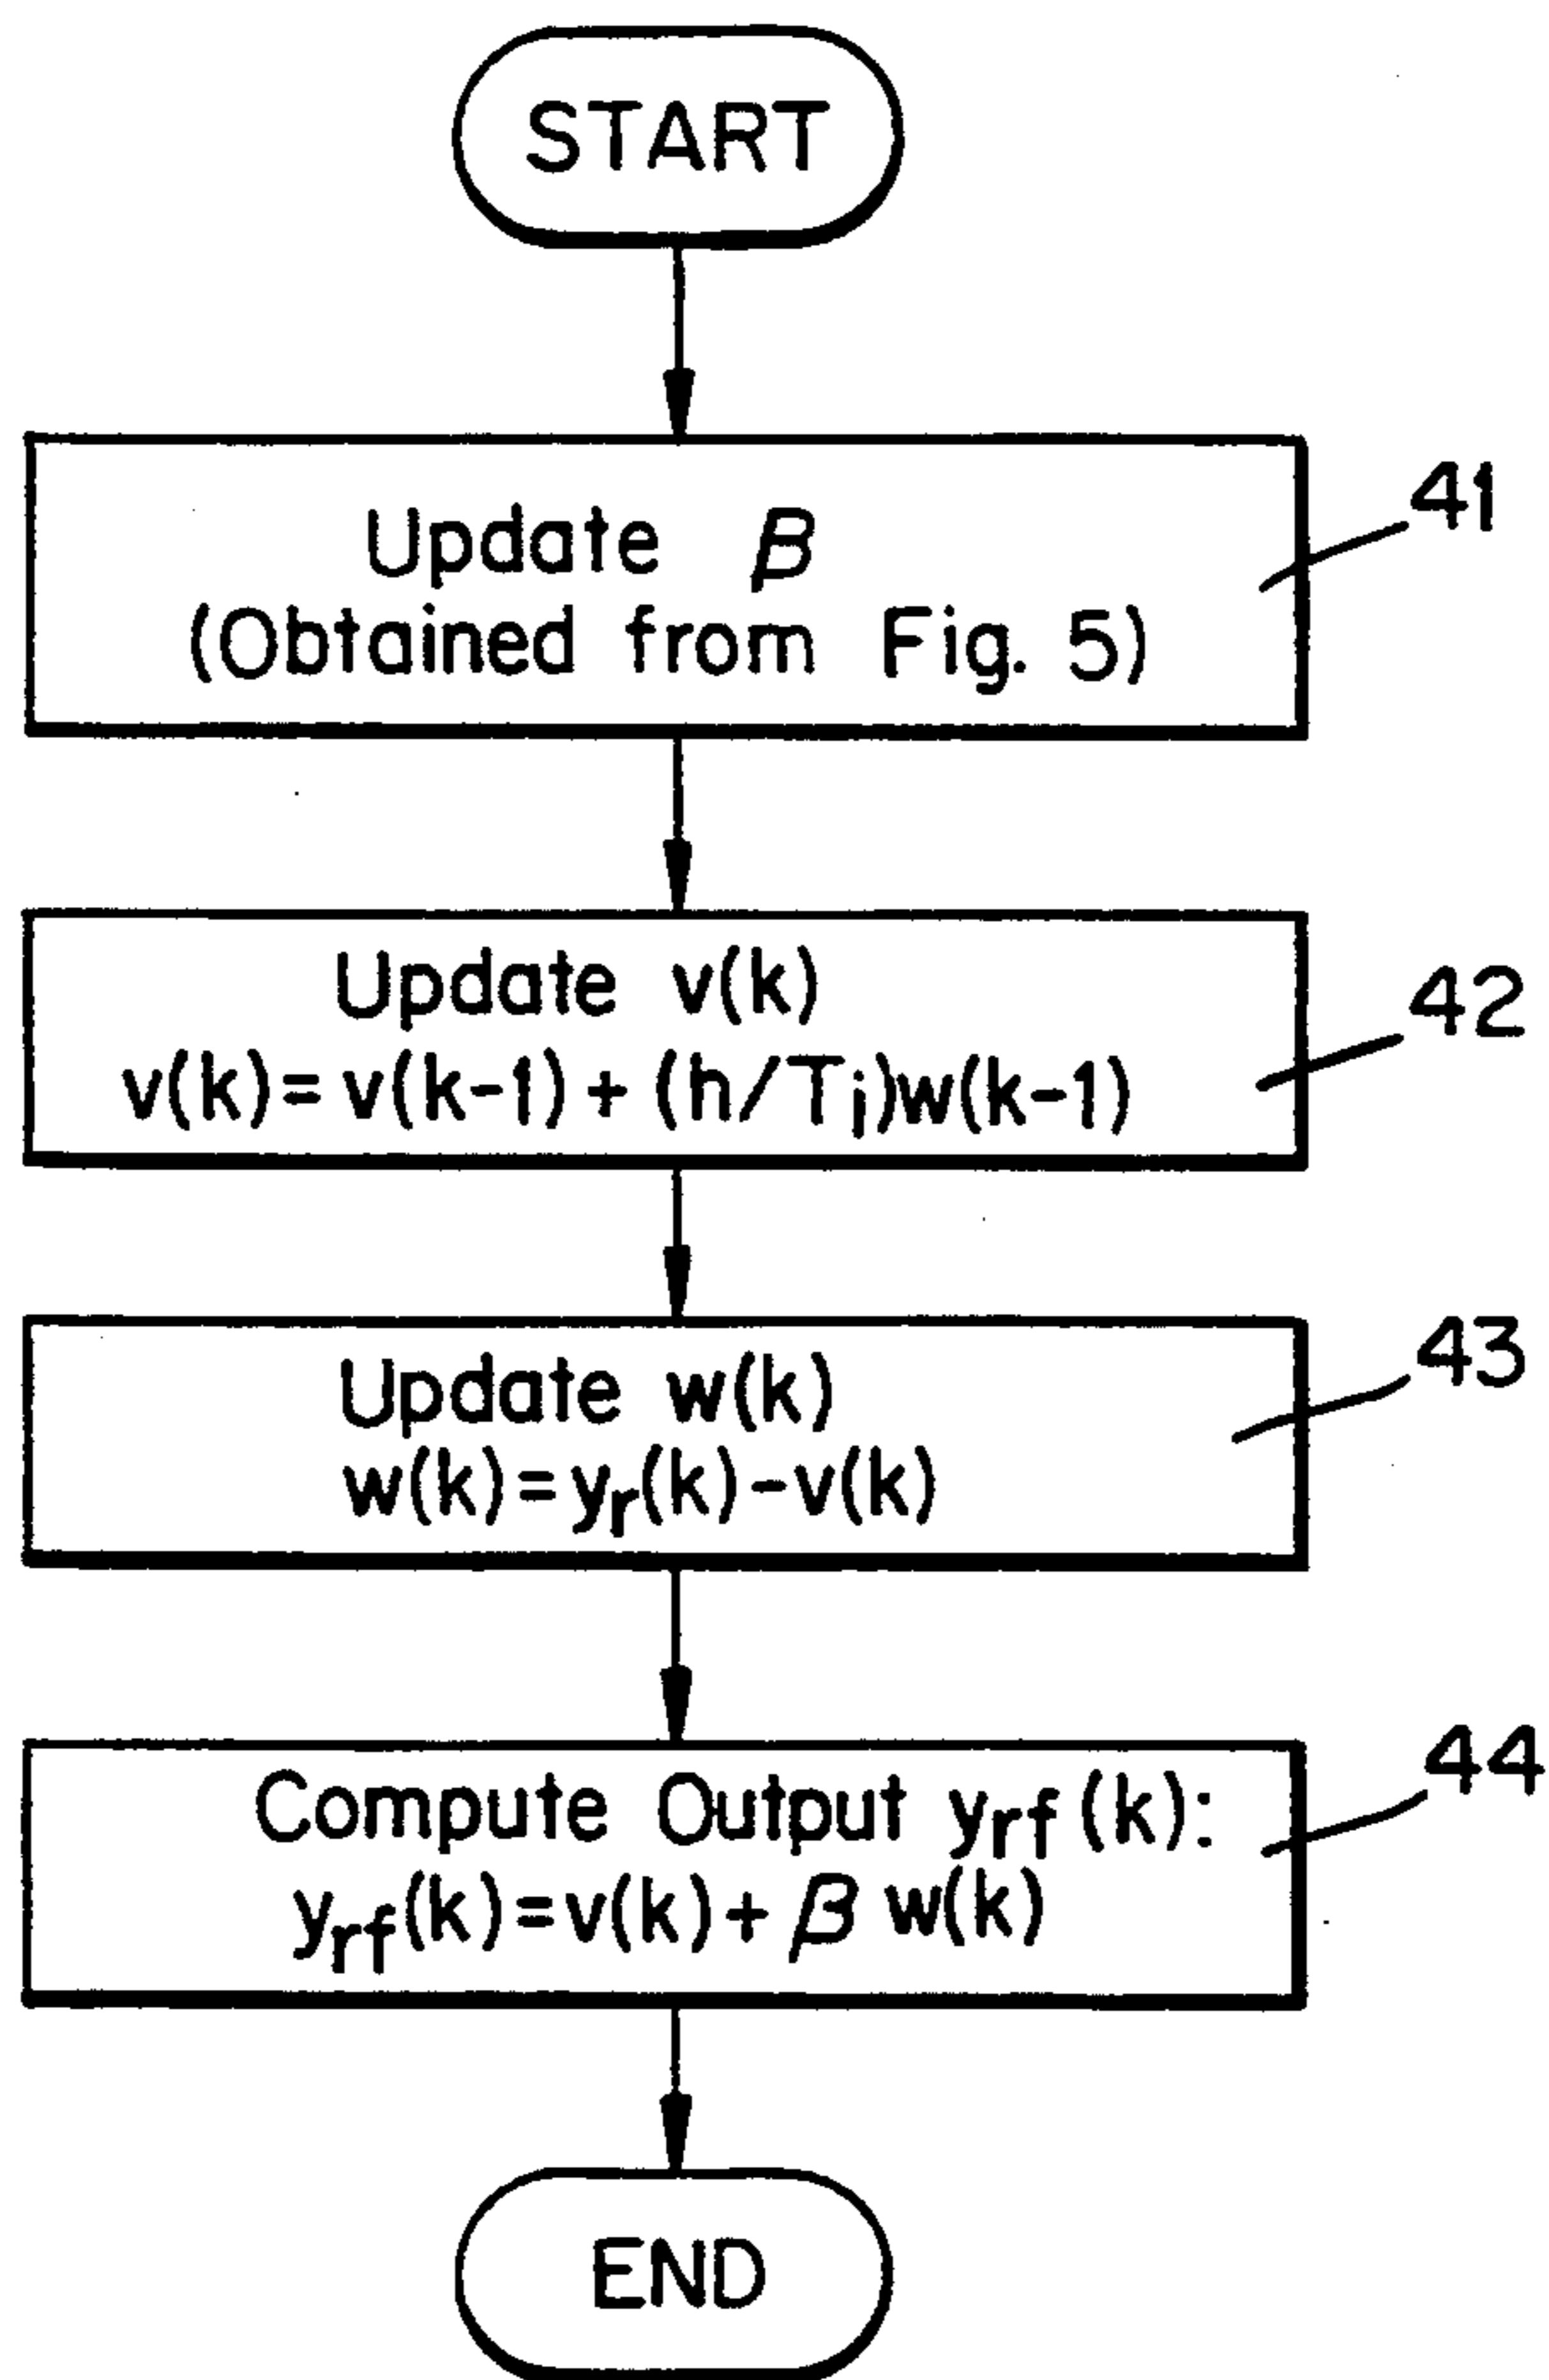 START
Update β
(Obtained from Fig. 5)
41
Update v(k)
v(k)= v(k-1) + (h/Ti)w(k-1)
42
Update w(k)
w(k)=yr(k)-v(k)
43
Compute Output yrf(k):
yrf(k)=v(k)+ β w(k)
44
END